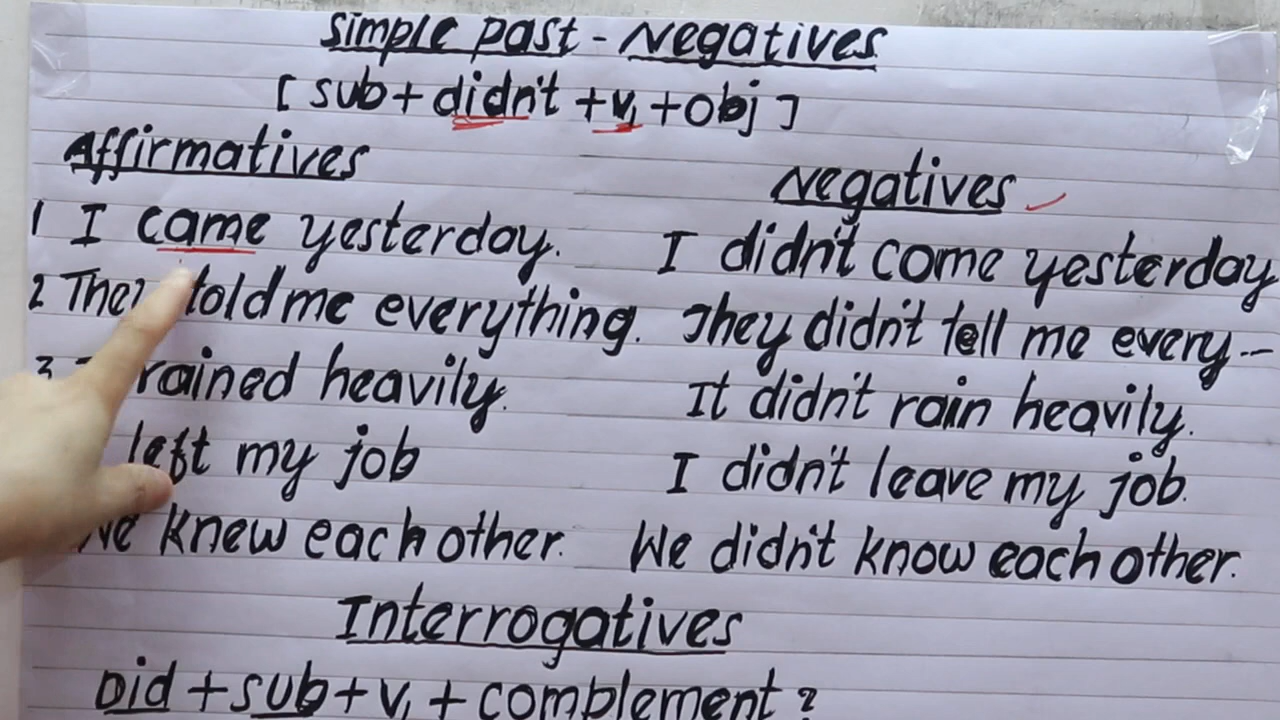 Simple past - Negatives
[ sub + didn't + V₁ + obj ]
Affirmatives
Negatives
1 I came yesterday. I didn't come yesterday
2 They told me everything. They didn't tell me every--
3 rained heavily. It didn't rain heavily.
left my job I didn't leave my job.
We knew each other. We didn't know each other.
Interrogatives
Did + sub + V₁ + complement ?